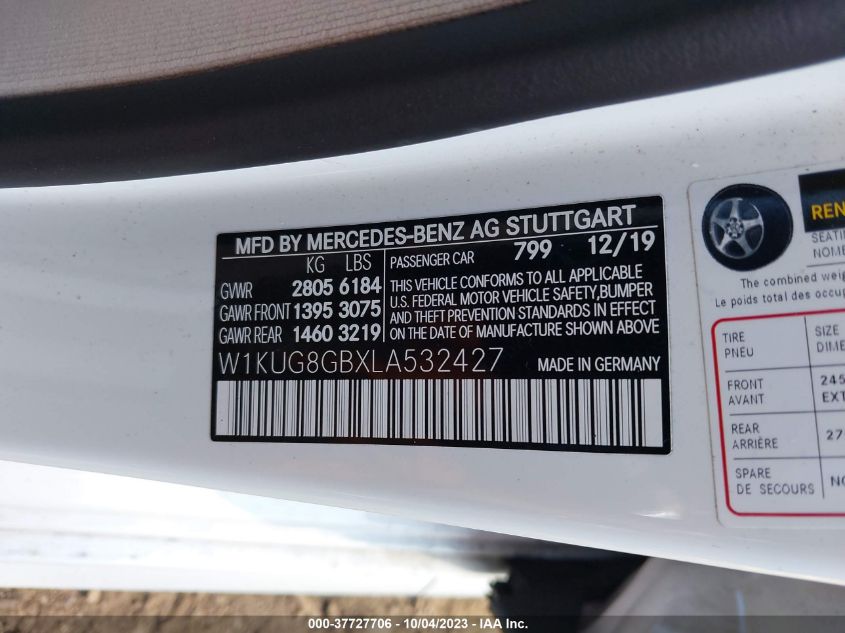 MFD BY MERCEDES-BENZ AG STUTTGART
KG LBS PASSENGER CAR 799 12/19
GVWR 2805 6184
GAWR FRONT 1395 3075
GAWR REAR 1460 3219
THIS VEHICLE CONFORMS TO ALL APPLICABLE
U.S. FEDERAL MOTOR VEHICLE SAFETY,BUMPER
AND THEFT PREVENTION STANDARDS IN EFFECT
ON THE DATE OF MANUFACTURE SHOWN ABOVE
W1KUG8GBXLA532427 MADE IN GERMANY
The combined
Le poids total des
TIRE SIZE
PNEU
FRONT 245
AVANT
REAR 27
ARRIÈRE
SPARE
DE SECOURS
000-37727706 - 10/04/2023 - IAA Inc.